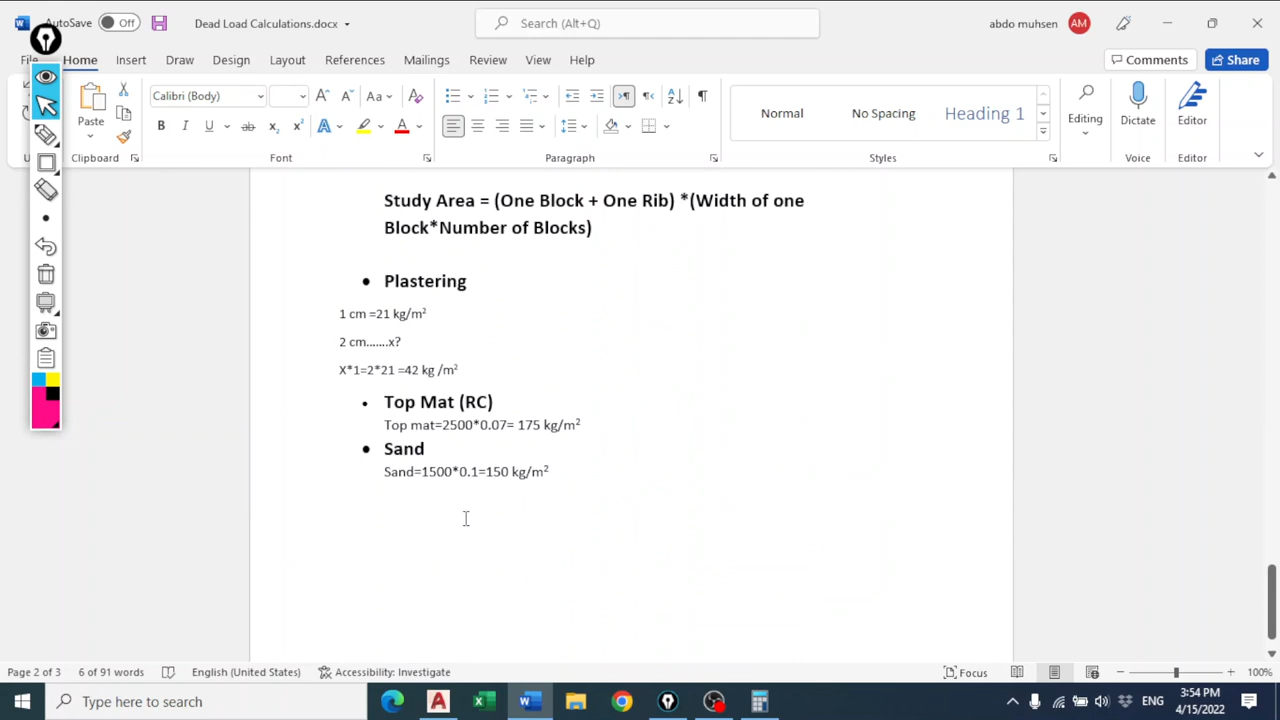 AutoSave Off Dead Load Calculations.docx Search (Alt+Q) abdo muhsen AM
File Home Insert Draw Design Layout References Mailings Review View Help Comments Share
Paste Calibri (Body) Normal No Spacing Heading 1 Editing Dictate Editor
Clipboard Font Paragraph Styles Voice Editor
Study Area = (One Block + One Rib) *(Width of one
Block*Number of Blocks)
• Plastering
1 cm =21 kg/m²
2 cm.......x?
X*1=2*21 =42 kg /m²
• Top Mat (RC)
Top mat=2500*0.07= 175 kg/m²
• Sand
Sand=1500*0.1=150 kg/m²
Page 2 of 3 6 of 91 words English (United States) Accessibility: Investigate Focus 100%
Type here to search ENG 3:54 PM
4/15/2022